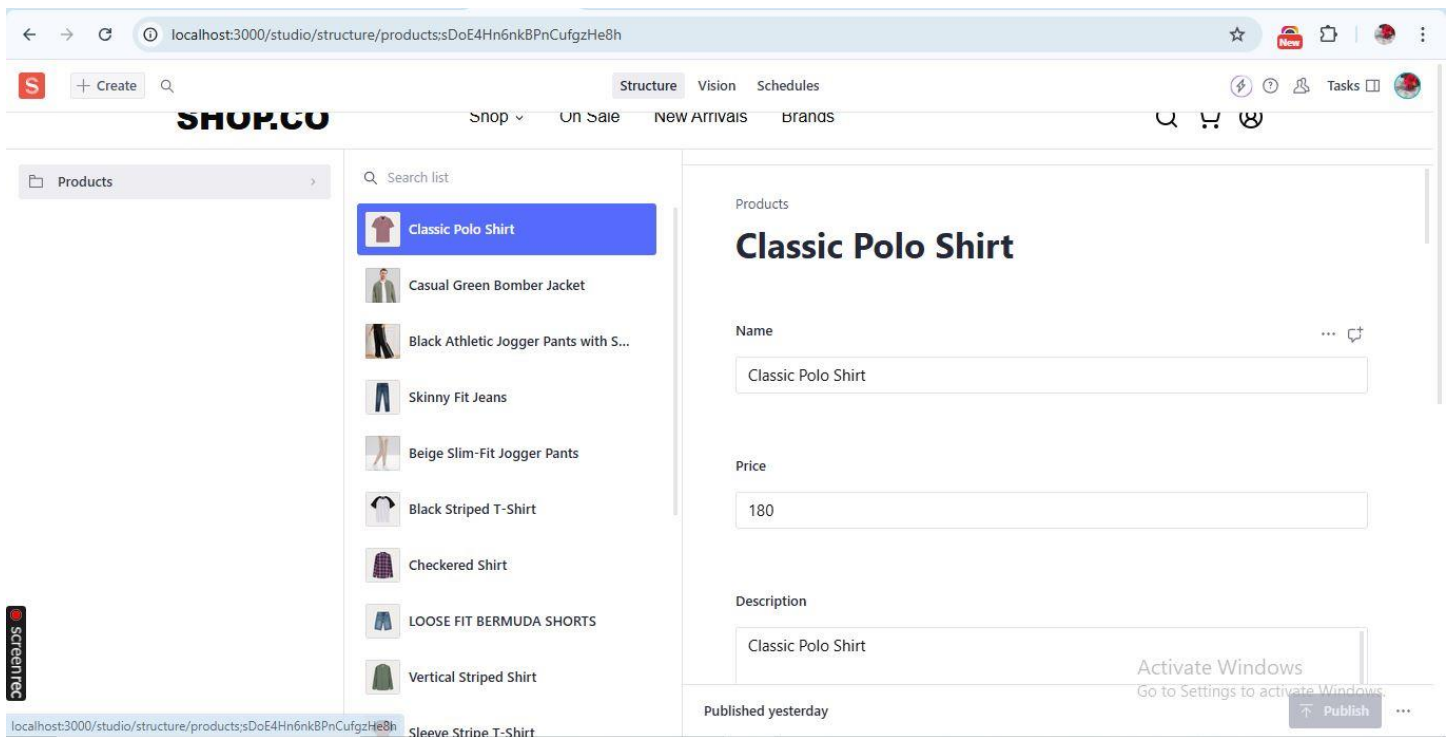 localhost:3000/studio/structure/products;sDoE4Hn6nkBPnCufgzHe8h
New
S
+ Create
Structure Vision Schedules
Tasks
SHOP.CO
Shop On Sale New Arrivals Brands
Products
Search list
Classic Polo Shirt
Casual Green Bomber Jacket
Black Athletic Jogger Pants with S...
Skinny Fit Jeans
Beige Slim-Fit Jogger Pants
Black Striped T-Shirt
Checkered Shirt
LOOSE FIT BERMUDA SHORTS
Vertical Striped Shirt
Sleeve Stripe T-Shirt
Products
Classic Polo Shirt
Name
Classic Polo Shirt
Price
180
Description
Classic Polo Shirt
Activate Windows
Go to Settings to activate Windows.
Published yesterday
Publish
screenrec
localhost:3000/studio/structure/products;sDoE4Hn6nkBPnCufgzHe8h